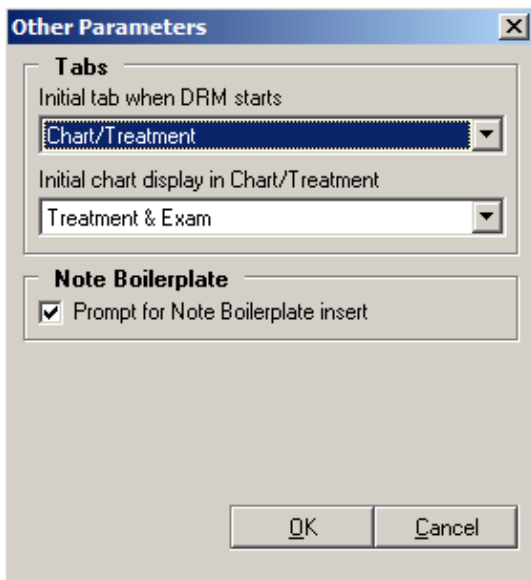 Other Parameters
Tabs
Initial tab when DRM starts
Chart/Treatment
Initial chart display in Chart/Treatment
Treatment & Exam
Note Boilerplate
Prompt for Note Boilerplate insert
OK Cancel